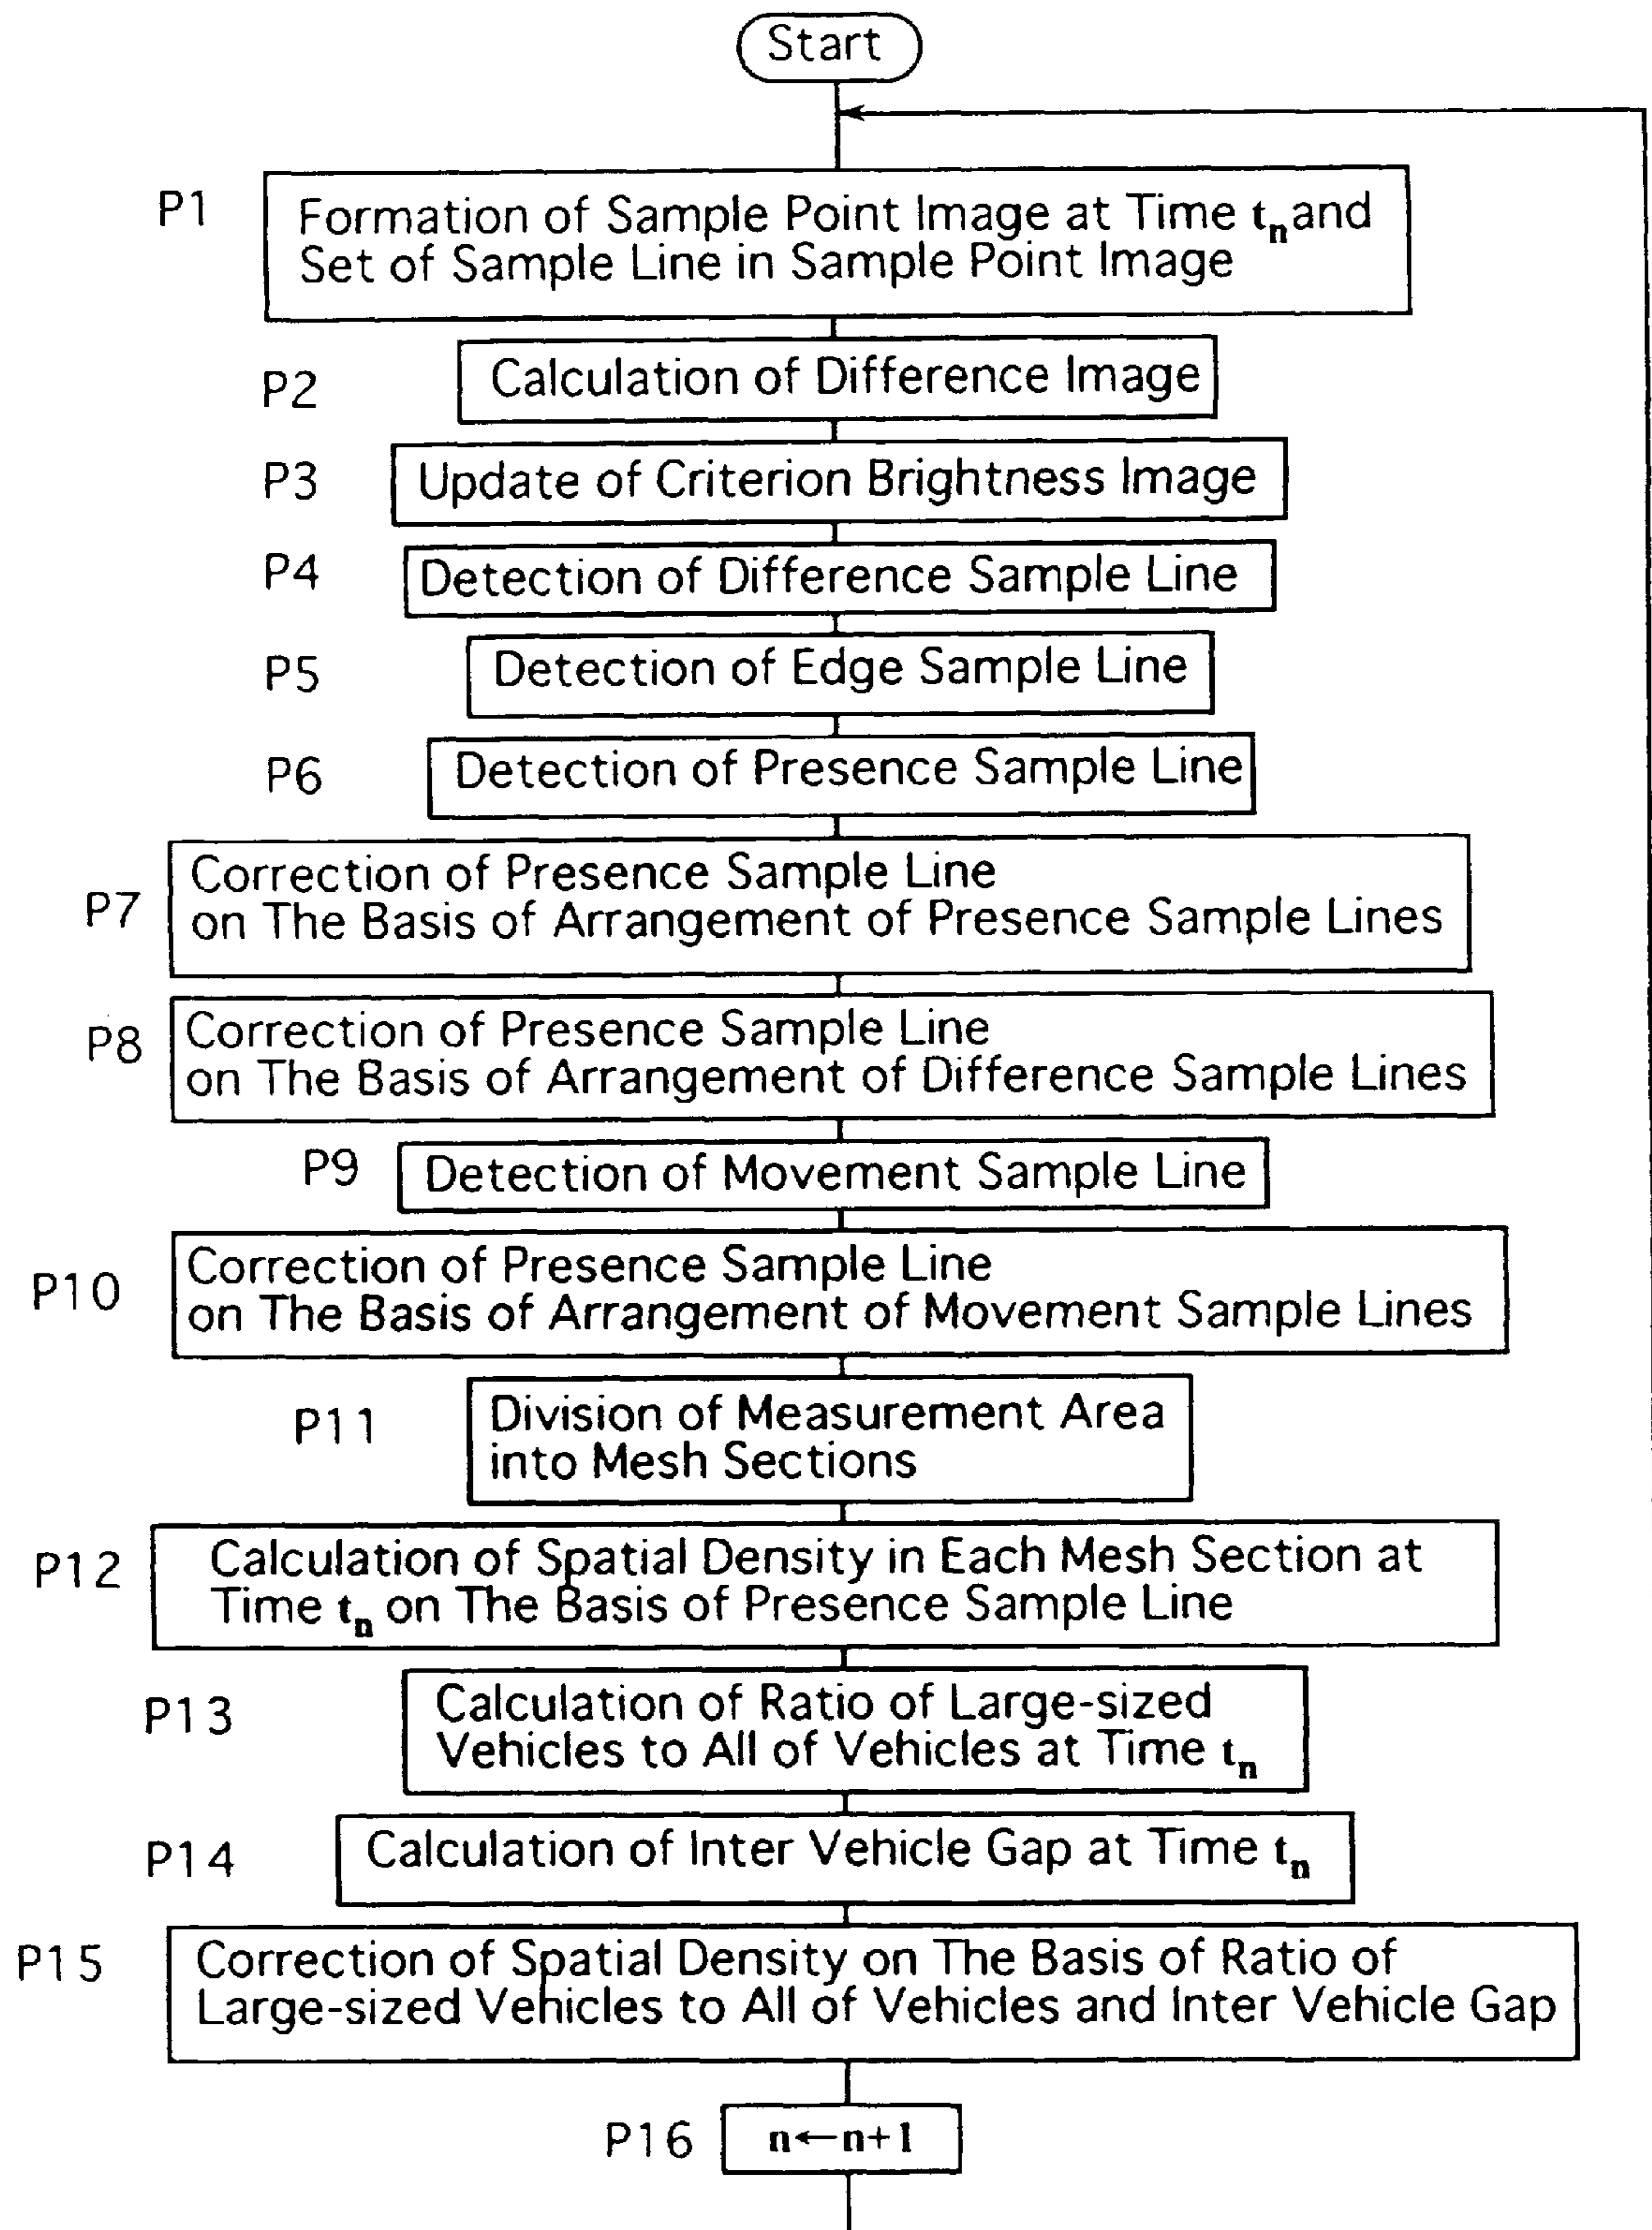 Start
P1
Formation of Sample Point Image at Time tn and
Set of Sample Line in Sample Point Image
P2
Calculation of Difference Image
P3
Update of Criterion Brightness Image
P4
Detection of Difference Sample Line
P5
Detection of Edge Sample Line
P6
Detection of Presence Sample Line
P7
Correction of Presence Sample Line
on The Basis of Arrangement of Presence Sample Lines
P8
Correction of Presence Sample Line
on The Basis of Arrangement of Difference Sample Lines
P9
Detection of Movement Sample Line
P10
Correction of Presence Sample Line
on The Basis of Arrangement of Movement Sample Lines
P11
Division of Measurement Area
into Mesh Sections
P12
Calculation of Spatial Density in Each Mesh Section at
Time tn on The Basis of Presence Sample Line
P13
Calculation of Ratio of Large-sized
Vehicles to All of Vehicles at Time tn
P14
Calculation of Inter Vehicle Gap at Time tn
P15
Correction of Spatial Density on The Basis of Ratio of
Large-sized Vehicles to All of Vehicles and Inter Vehicle Gap
P16
n←n+1